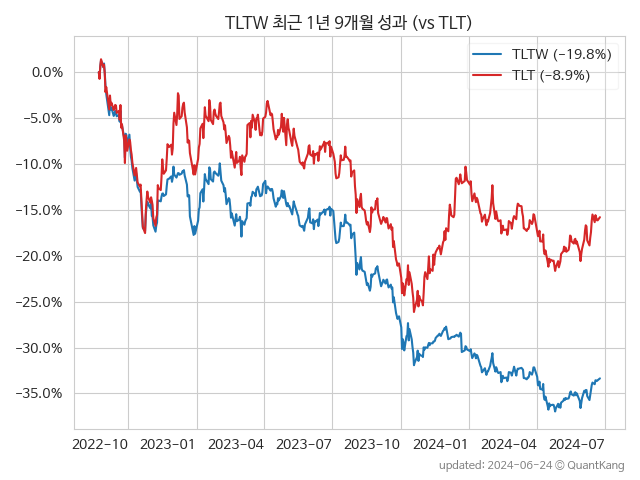 TLTW 최근 1년 9개월 성과 (vs TLT)
TLTW (−19.8%)
TLT (−8.9%)
0.0%
−5.0%
−10.0%
−15.0%
−20.0%
−25.0%
−30.0%
−35.0%
2022-10 2023-01 2023-04 2023-07 2023-10 2024-01 2024-04 2024-07
updated: 2024-06-24 © QuantKang